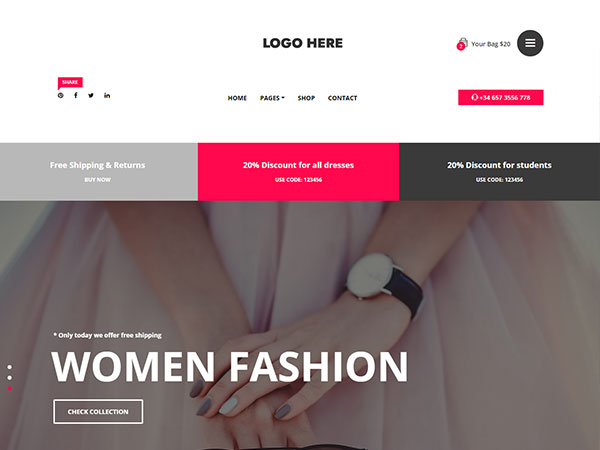 LOGO HERE
2
Your Bag $20
SHARE
HOME
PAGES
SHOP
CONTACT
+34 657 3556 778
Free Shipping & Returns
BUY NOW
20% Discount for all dresses
USE CODE: 123456
20% Discount for students
USE CODE: 123456
* Only today we offer free shipping
WOMEN FASHION
CHECK COLLECTION